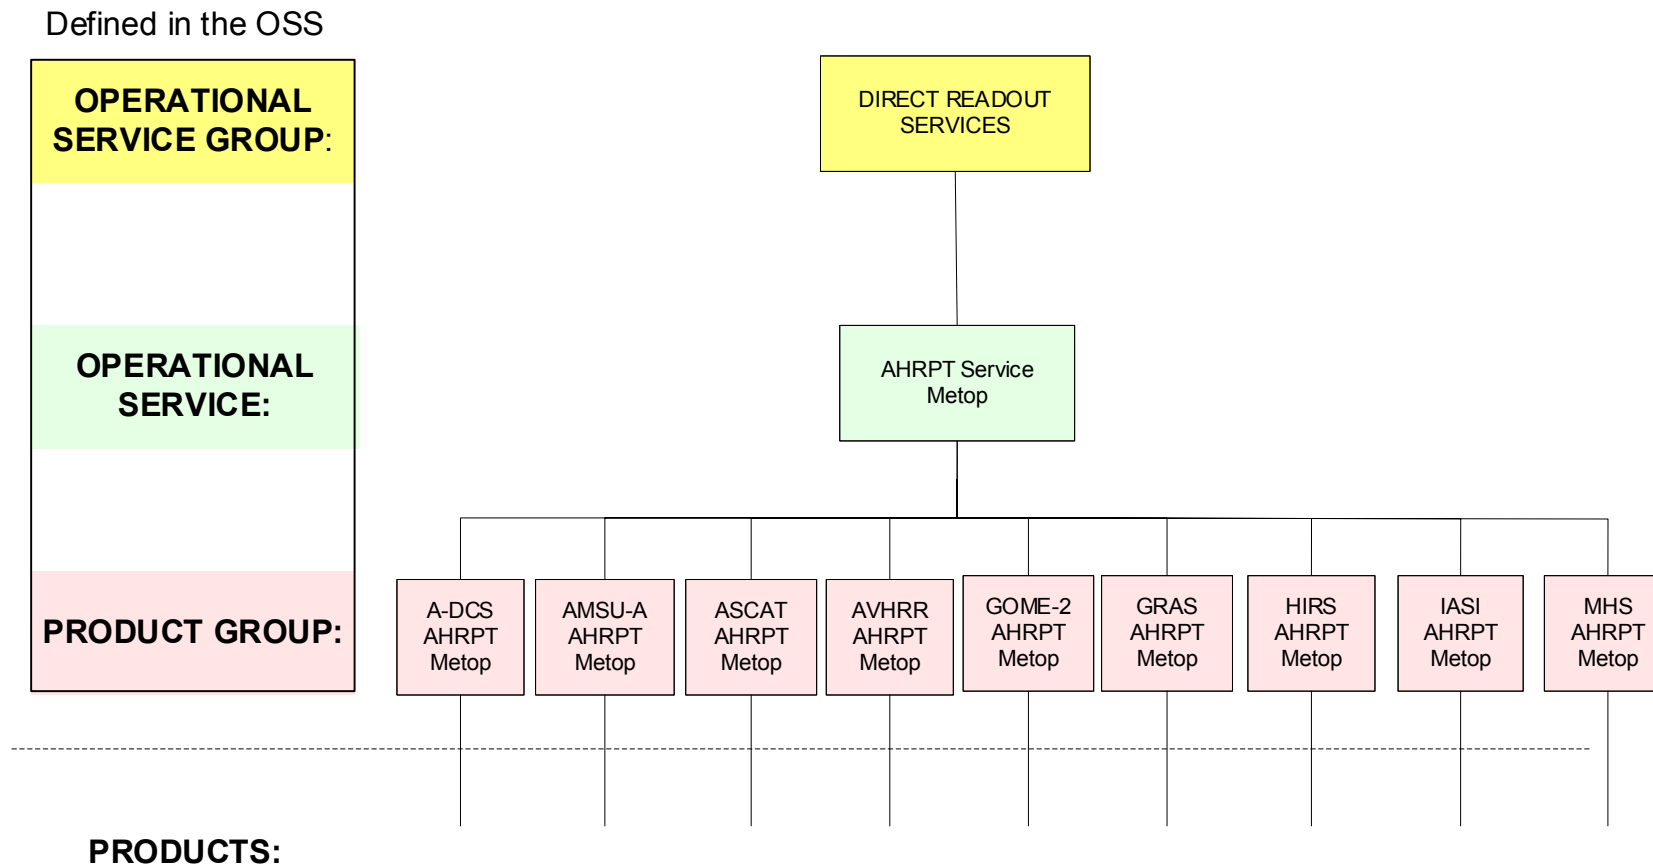 Defined in the OSS
OPERATIONAL
SERVICE GROUP:
DIRECT READOUT
SERVICES
OPERATIONAL
SERVICE:
AHRPT Service
Metop
PRODUCT GROUP:
A-DCS
AHRPT
Metop
AMSU-A
AHRPT
Metop
ASCAT
AHRPT
Metop
AVHRR
AHRPT
Metop
GOME-2
AHRPT
Metop
GRAS
AHRPT
Metop
HIRS
AHRPT
Metop
IASI
AHRPT
Metop
MHS
AHRPT
Metop
PRODUCTS: